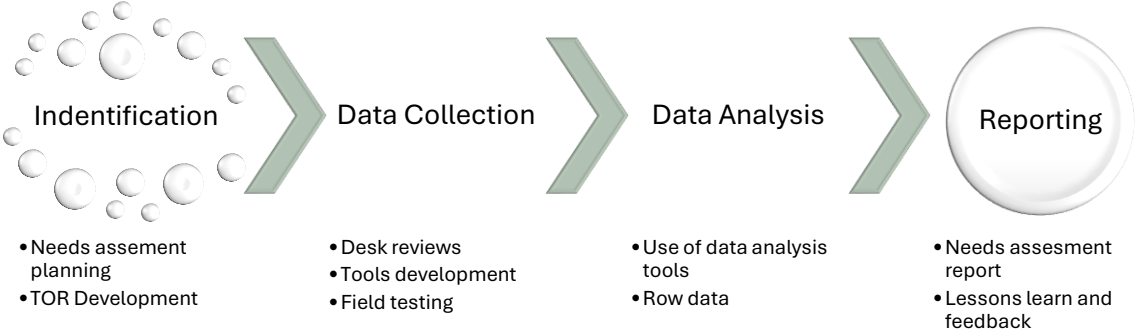 Indentification
Data Collection
Data Analysis
Reporting
•Needs assement
planning
•TOR Development
•Desk reviews
•Tools development
•Field testing
•Use of data analysis
tools
•Row data
•Needs assesment
report
•Lessons learn and
feedback